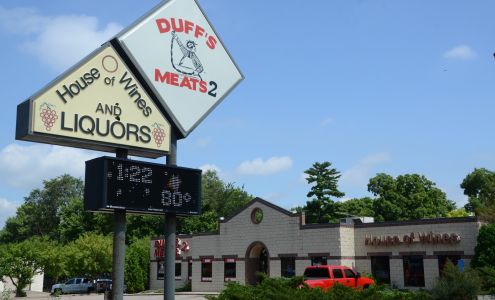 DUFF'S
MEATS 2
House
of Wines
AND
LIQUORS
1:22
80°
House of Wines